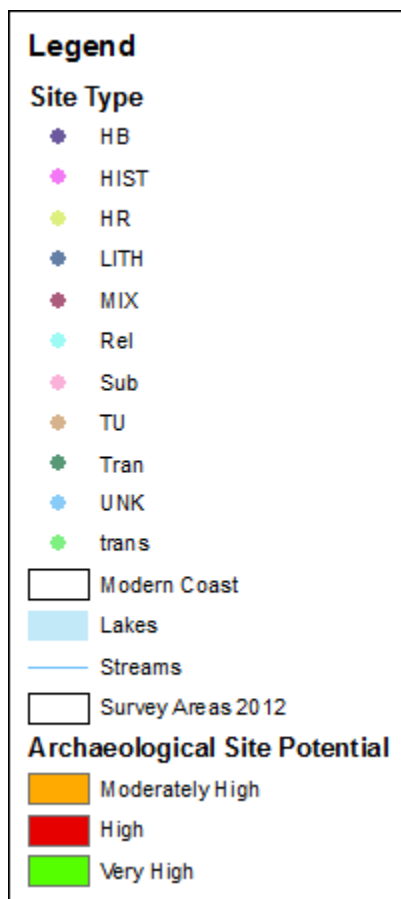 Legend
Site Type
HB
HIST
HR
LITH
MIX
Rel
Sub
TU
Tran
UNK
trans
Modern Coast
Lakes
Streams
Survey Areas 2012
Archaeological Site Potential
Moderately High
High
Very High